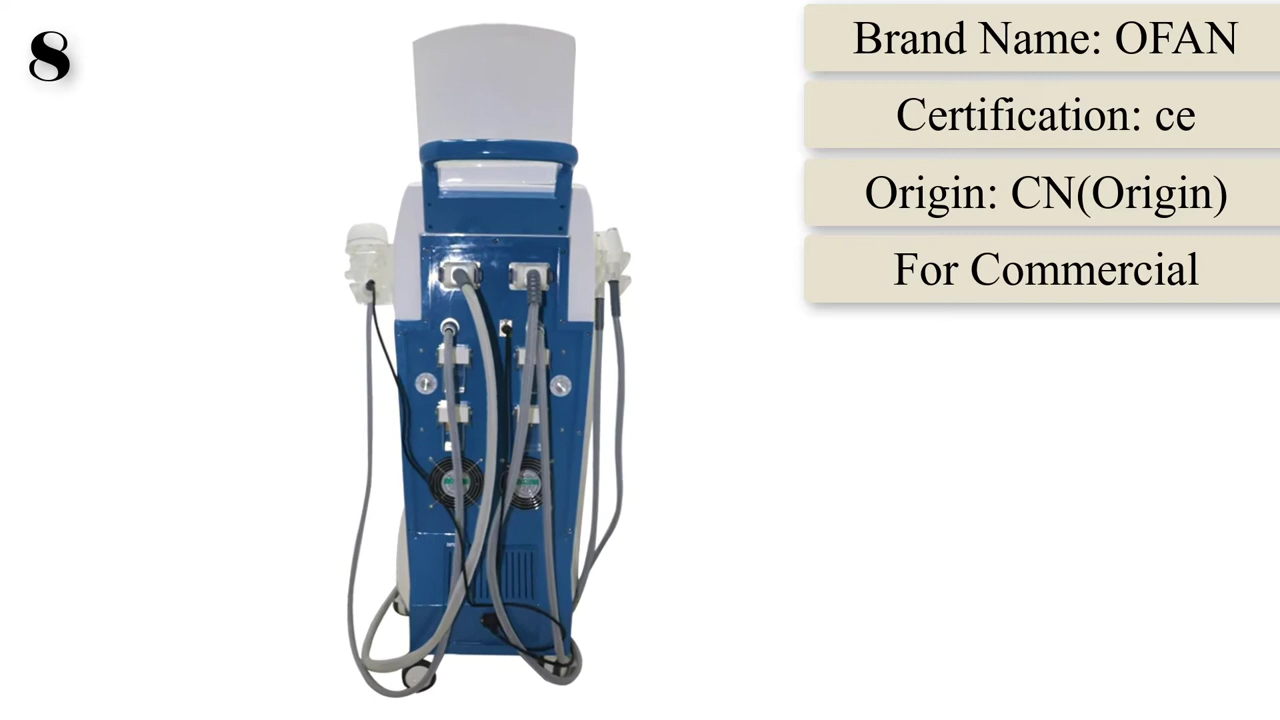 8
Brand Name: OFAN
Certification: ce
Origin: CN(Origin)
For Commercial